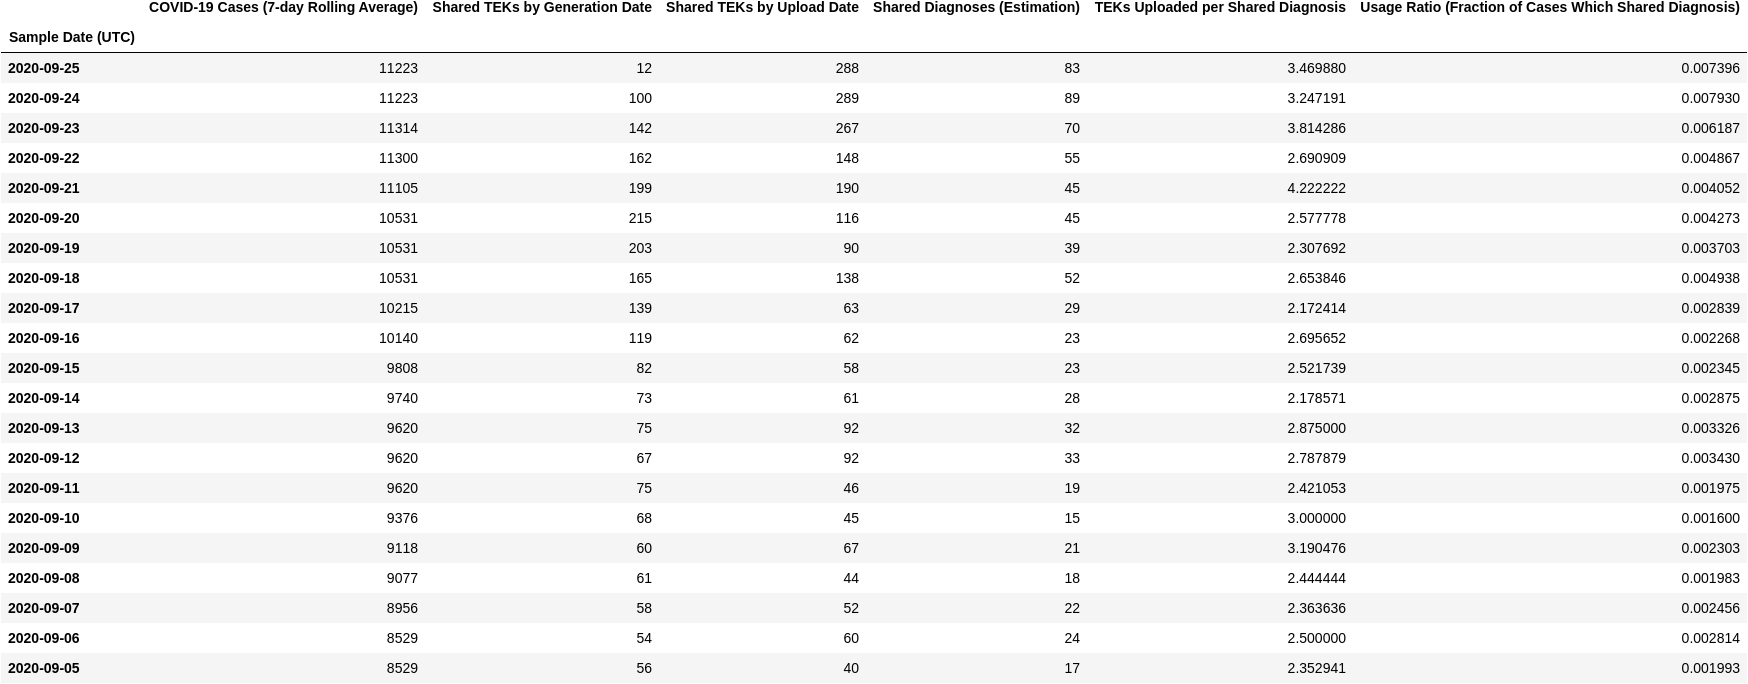 COVID-19 Cases (7-day Rolling Average) Shared TEKs by Generation Date Shared TEKs by Upload Date Shared Diagnoses (Estimation) TEKs Uploaded per Shared Diagnosis Usage Ratio (Fraction of Cases Which Shared Diagnosis)
Sample Date (UTC)
2020-09-25 11223 12 288 83 3.469880 0.007396
2020-09-24 11223 100 289 89 3.247191 0.007930
2020-09-23 11314 142 267 70 3.814286 0.006187
2020-09-22 11300 162 148 55 2.690909 0.004867
2020-09-21 11105 199 190 45 4.222222 0.004052
2020-09-20 10531 215 116 45 2.577778 0.004273
2020-09-19 10531 203 90 39 2.307692 0.003703
2020-09-18 10531 165 138 52 2.653846 0.004938
2020-09-17 10215 139 63 29 2.172414 0.002839
2020-09-16 10140 119 62 23 2.695652 0.002268
2020-09-15 9808 82 58 23 2.521739 0.002345
2020-09-14 9740 73 61 28 2.178571 0.002875
2020-09-13 9620 75 92 32 2.875000 0.003326
2020-09-12 9620 67 92 33 2.787879 0.003430
2020-09-11 9620 75 46 19 2.421053 0.001975
2020-09-10 9376 68 45 15 3.000000 0.001600
2020-09-09 9118 60 67 21 3.190476 0.002303
2020-09-08 9077 61 44 18 2.444444 0.001983
2020-09-07 8956 58 52 22 2.363636 0.002456
2020-09-06 8529 54 60 24 2.500000 0.002814
2020-09-05 8529 56 40 17 2.352941 0.001993